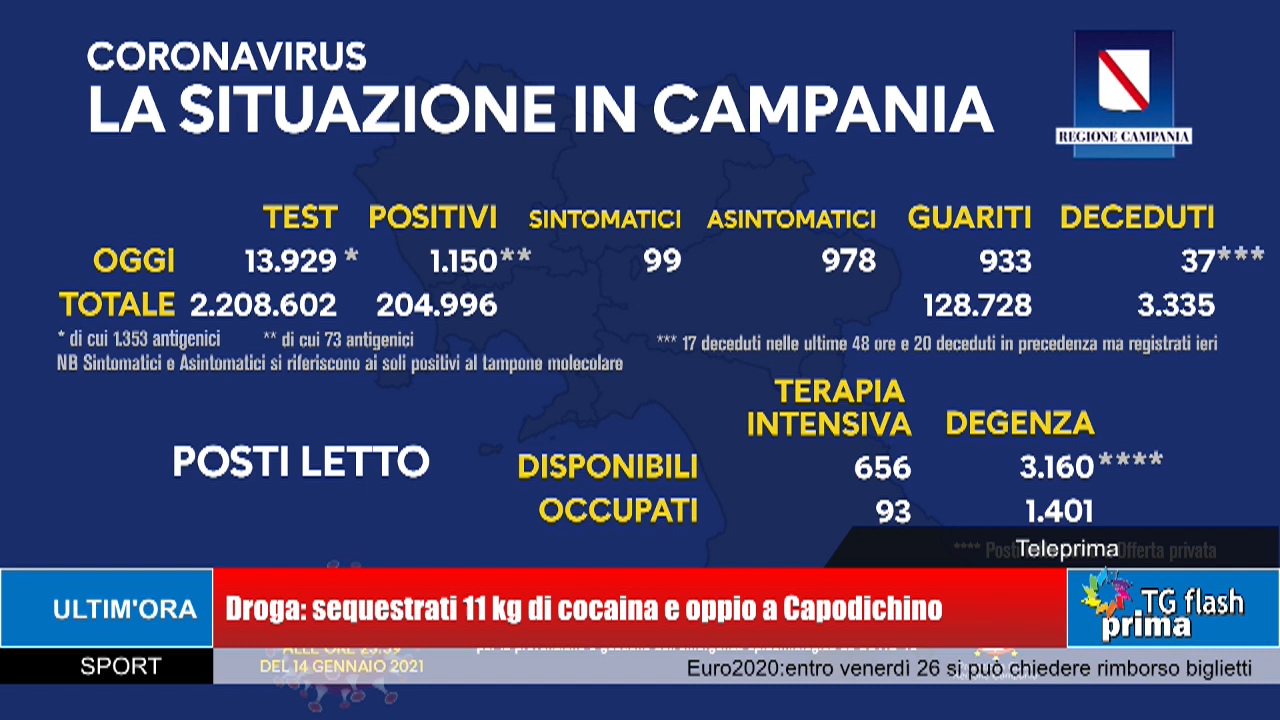 CORONAVIRUS
LA SITUAZIONE IN CAMPANIA
REGIONE CAMPANIA
TEST POSITIVI SINTOMATICI ASINTOMATICI GUARITI DECEDUTI
OGGI 13.929 * 1.150** 99 978 933 37***
TOTALE 2.208.602 204.996 128.728 3.335
* di cui 1.353 antigenici ** di cui 73 antigenici *** 17 deceduti nelle ultime 48 ore e 20 deceduti in precedenza ma registrati ieri
NB Sintomatici e Asintomatici si riferiscono ai soli positivi al tampone molecolare
TERAPIA
INTENSIVA DEGENZA
POSTI LETTO DISPONIBILI 656 3.160****
OCCUPATI 93 1.401
**** Posti Offerta privata
Teleprima
ULTIM'ORA Droga: sequestrati 11 kg di cocaina e oppio a Capodichino TG flash
prima
DEL 14 GENNAIO 2021
SPORT Euro2020:entro venerdì 26 si può chiedere rimborso biglietti